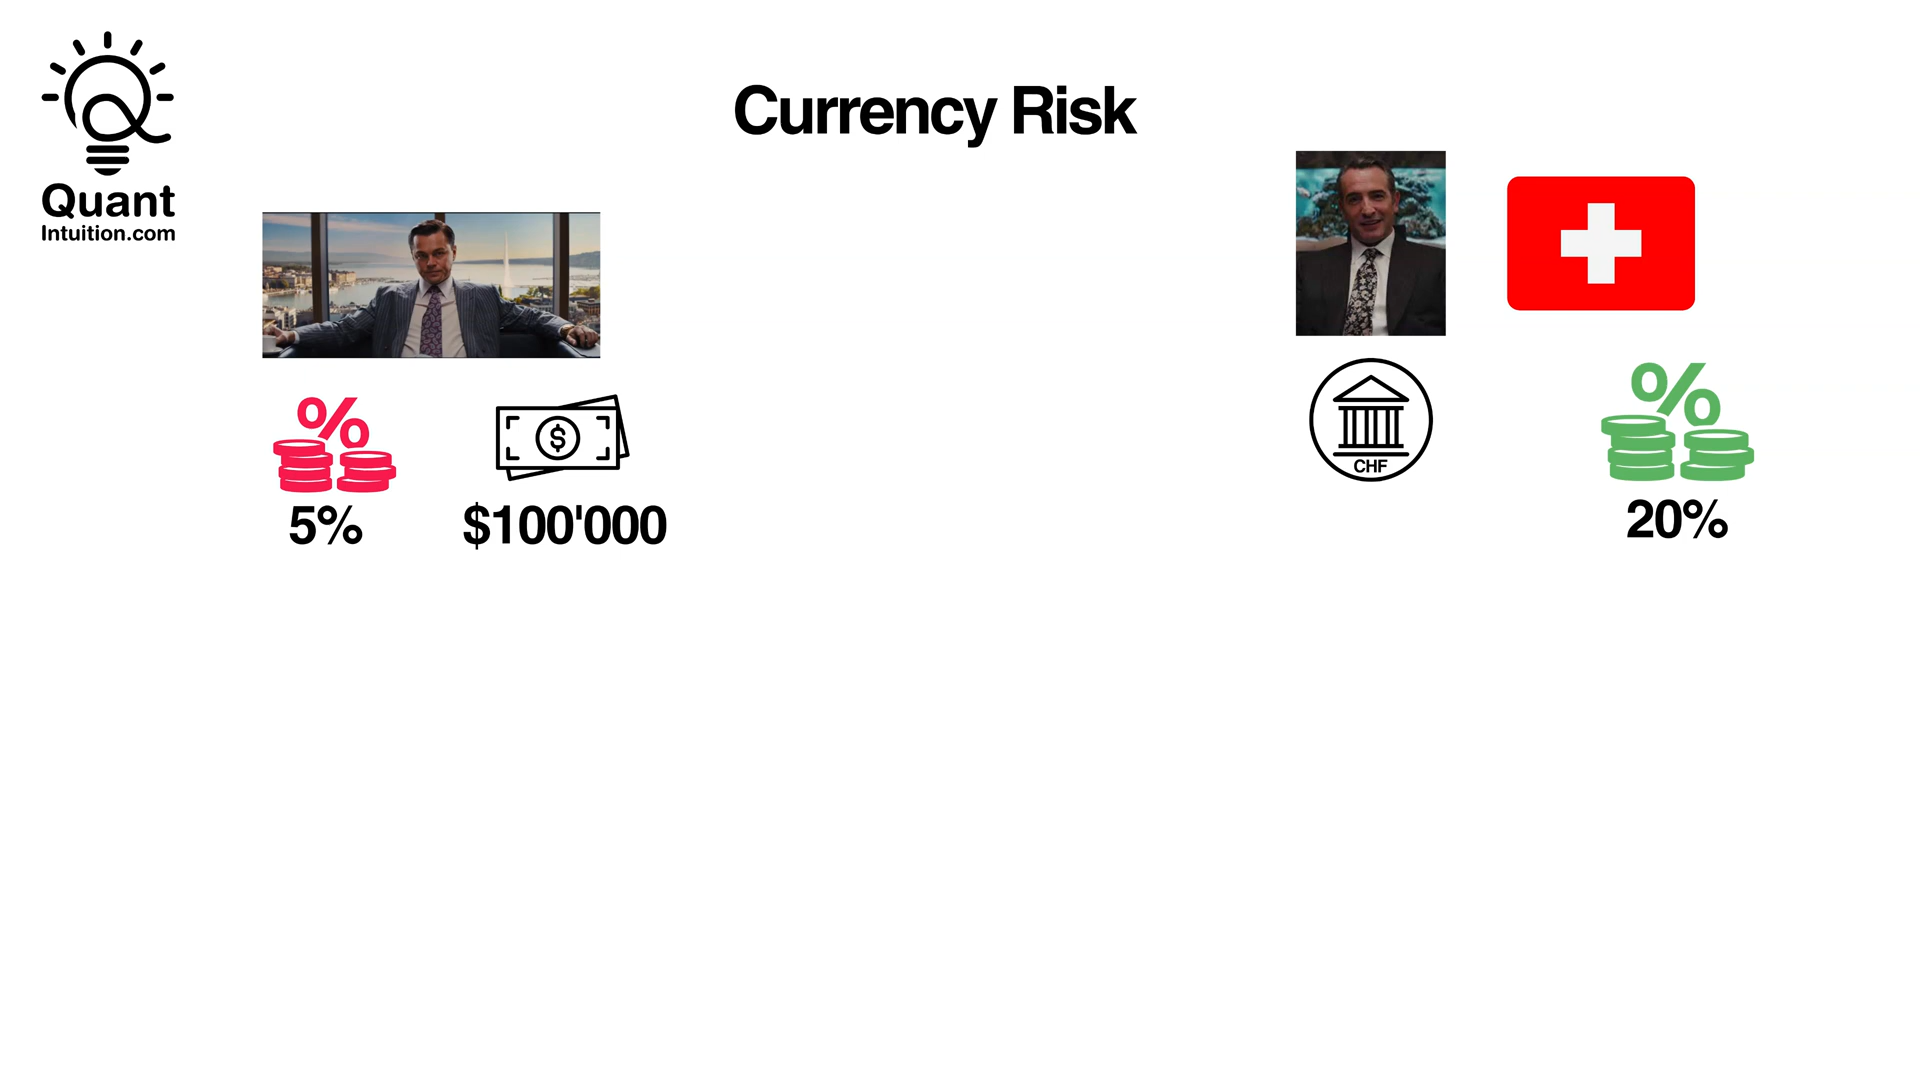 Quant
Intuition.com
Currency Risk
%
5%
$
$100'000
CHF
%
20%